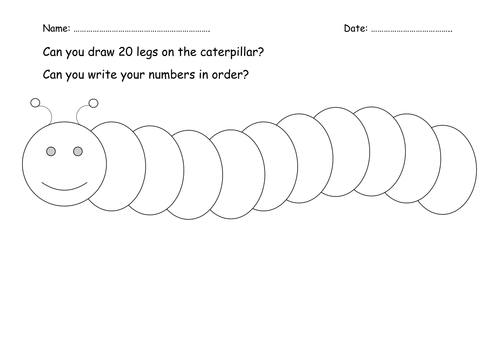 Name: ………………………………………….. Date: ………………………..
Can you draw 20 legs on the caterpillar?
Can you write your numbers in order?